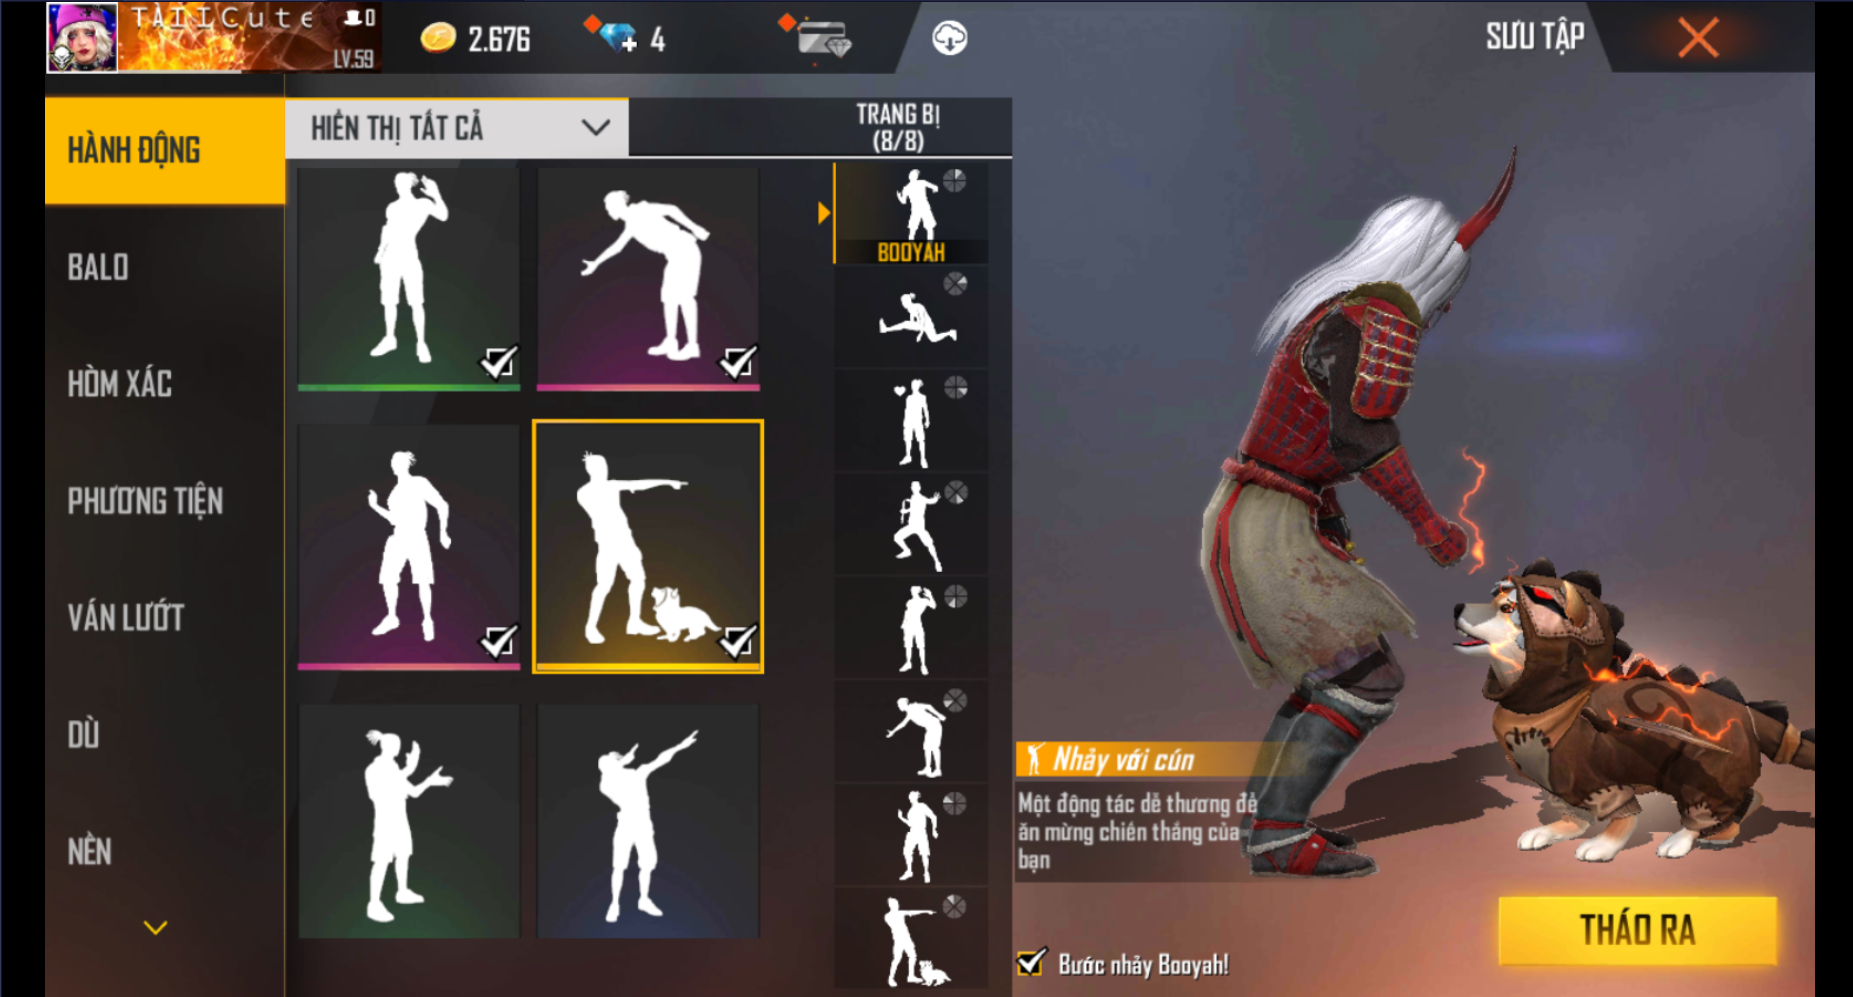 TÀIICute
0
LV.59
2.676
4
SƯU TẬP
HÀNH ĐỘNG
BALO
HÒM XÁC
PHƯƠNG TIỆN
VÁN LƯỚT
DÙ
NỀN
HIỂN THỊ TẤT CẢ
TRANG BỊ
(8/8)
BOOYAH
Nhảy với cún
Một động tác dễ thương để
ăn mừng chiến thắng của
bạn
Bước nhảy Booyah!
THÁO RA